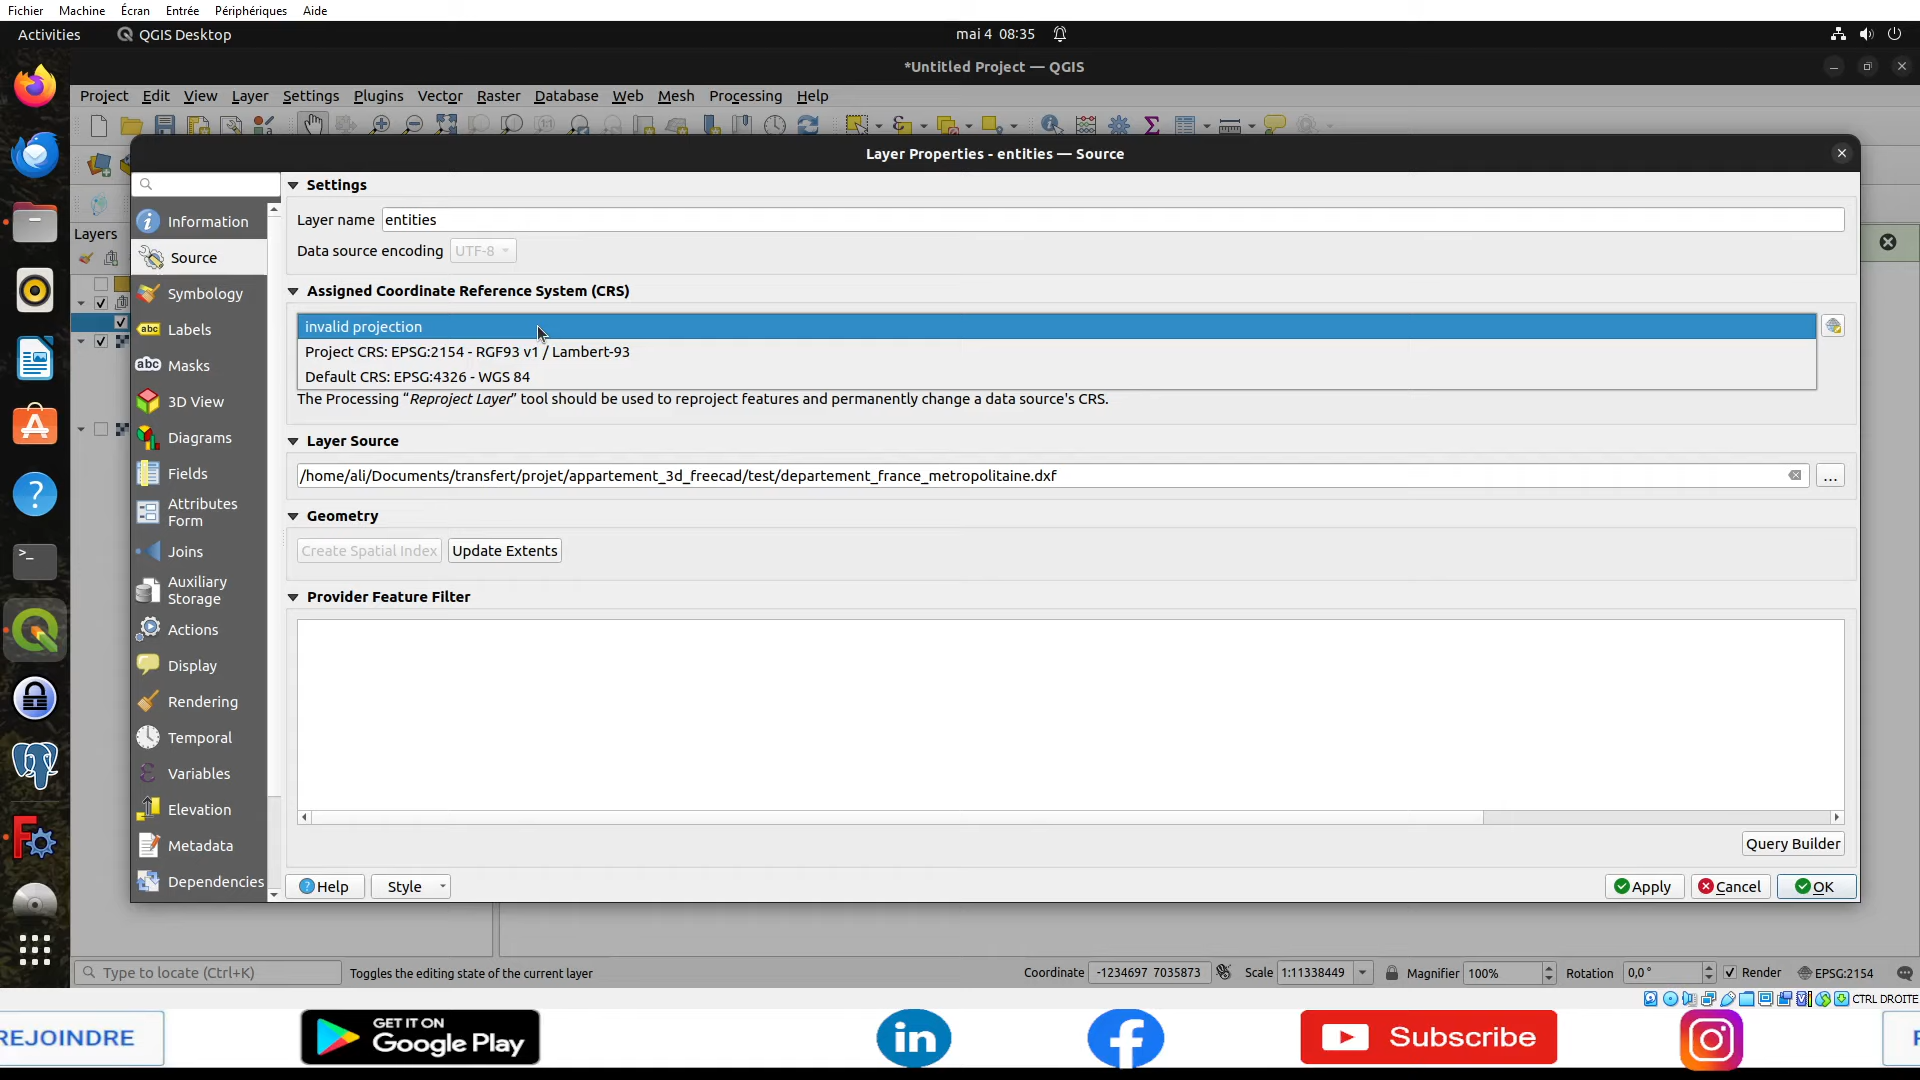 Fichier Machine Écran Entrée Périphériques Aide
Activities QGIS Desktop mai 4 08:35
*Untitled Project — QGIS
Project Edit View Layer Settings Plugins Vector Raster Database Web Mesh Processing Help
Layer Properties - entities — Source
Settings
Information
Layer name entities
Layers
Data source encoding UTF-8
Source
Assigned Coordinate Reference System (CRS)
Symbology
invalid projection
Labels
Project CRS: EPSG:2154 - RGF93 v1 / Lambert-93
Masks
Default CRS: EPSG:4326 - WGS 84
3D View
The Processing “Reproject Layer” tool should be used to reproject features and permanently change a data source's CRS.
Diagrams
Layer Source
Fields
/home/ali/Documents/transfert/projet/appartement_3d_freecad/test/departement_france_metropolitaine.dxf ...
Attributes
Form
Geometry
Joins
Create Spatial Index Update Extents
Auxiliary
Storage
Provider Feature Filter
Actions
Display
Rendering
Temporal
Variables
Elevation
Metadata
Query Builder
Dependencies
Help Style Apply Cancel OK
Type to locate (Ctrl+K) Toggles the editing state of the current layer Coordinate -1234697 7035873 Scale 1:11338449 Magnifier 100% Rotation 0,0 ° Render EPSG:2154
CTRL DROITE
REJOINDRE
GET IT ON
Google Play
in
Subscribe